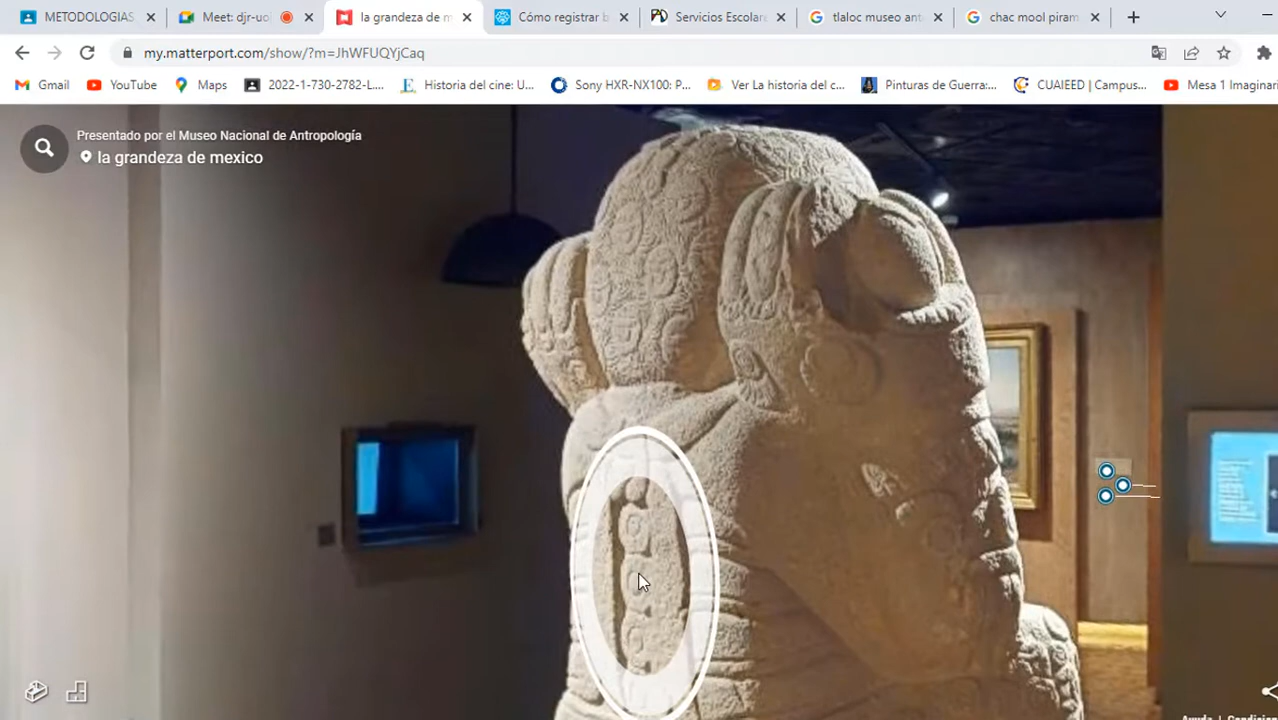 METODOLOGIAS
Meet: djr-uo
la grandeza de m
Cómo registrar b
Servicios Escolare
tlaloc museo ant
chac mool piram
my.matterport.com/show/?m=JhWFUQYjCaq
Gmail
YouTube
Maps
2022-1-730-2782-L...
Historia del cine: U...
Sony HXR-NX100: P...
Ver La historia del c...
Pinturas de Guerra:...
CUAIEED | Campus...
Mesa 1 Imaginari
Presentado por el Museo Nacional de Antropología
la grandeza de mexico